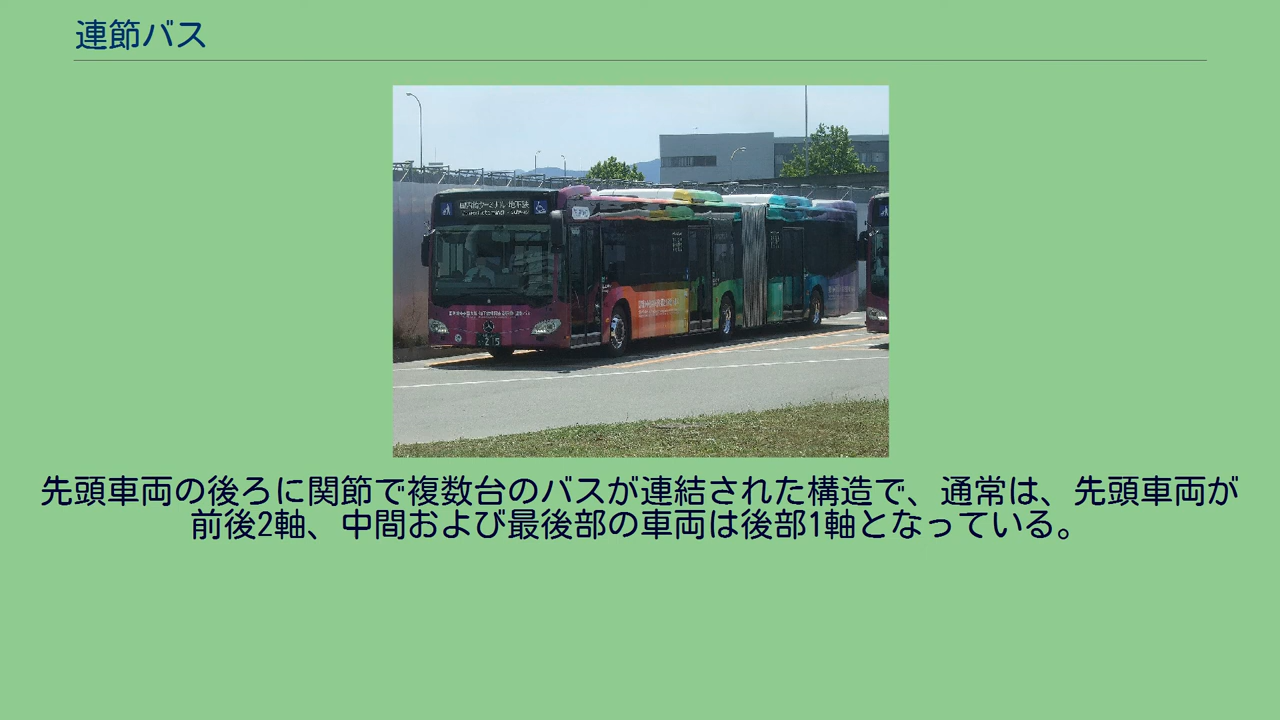 連節バス
215
先頭車両の後ろに関節で複数台のバスが連結された構造で、通常は、先頭車両が
前後2軸、中間および最後部の車両は後部1軸となっている。